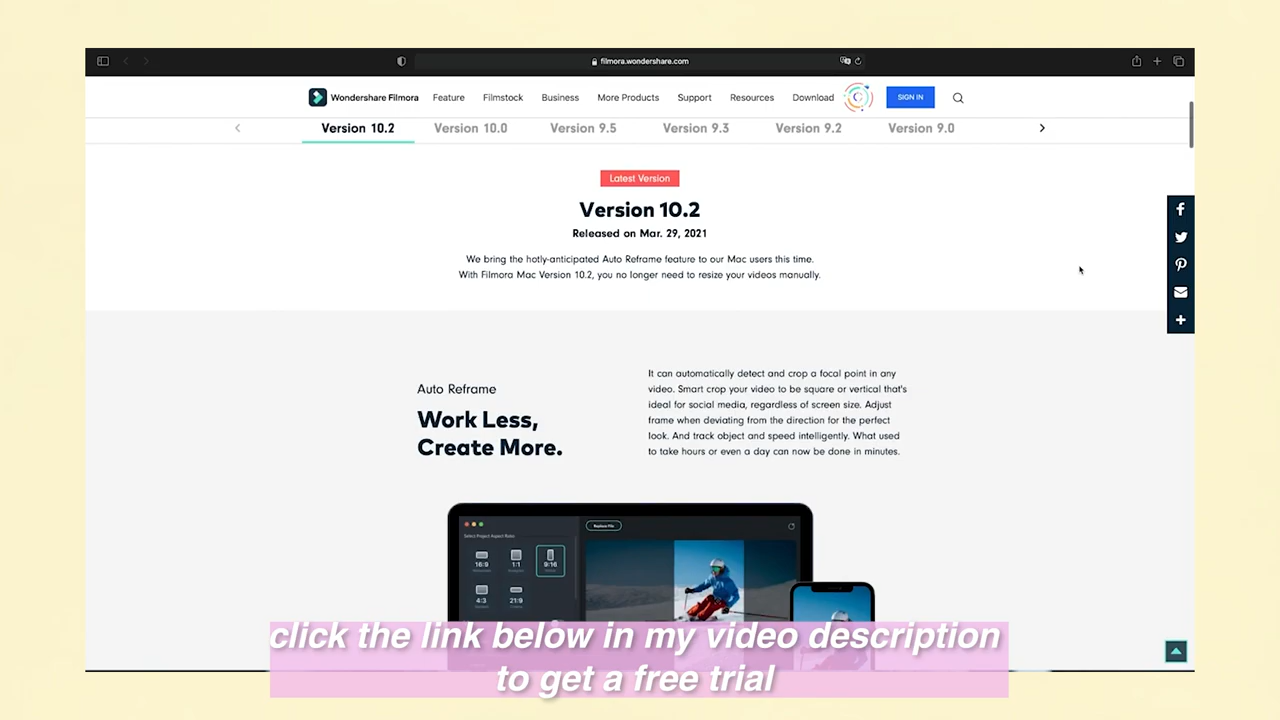 filmora.wondershare.com
Wondershare Filmora Feature Filmstock Business More Products Support Resources Download SIGN IN
Version 10.2 Version 10.0 Version 9.5 Version 9.3 Version 9.2 Version 9.0
Latest Version
Version 10.2
Released on Mar. 29, 2021
We bring the hotly-anticipated Auto Reframe feature to our Mac users this time.
With Filmora Mac Version 10.2, you no longer need to resize your videos manually.
Auto Reframe
Work Less,
Create More.
It can automatically detect and crop a focal point in any
video. Smart crop your video to be square or vertical that's
ideal for social media, regardless of screen size. Adjust
frame when deviating from the direction for the perfect
look. And track object and speed intelligently. What used
to take hours or even a day can now be done in minutes.
Replace File
Select Project Aspect Ratio
16:9 1:1 9:16
4:3 21:9
click the link below in my video description
to get a free trial